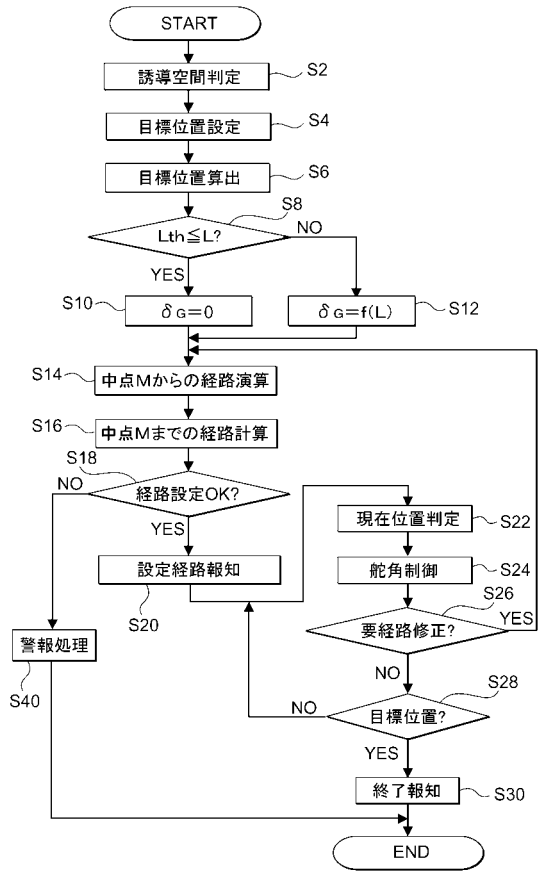 START
誘導空間判定
S2
目標位置設定
S4
目標位置算出
S6
S8
Lth≦L?
NO
YES
S10
δG=0
δG=f(L)
S12
S14
中点Mからの経路演算
S16
中点Mまでの経路計算
S18
NO
経路設定OK?
YES
現在位置判定
S22
設定経路報知
S20
舵角制御
S24
S26
要経路修正?
YES
警報処理
S40
NO
S28
NO
目標位置?
YES
終了報知
S30
END